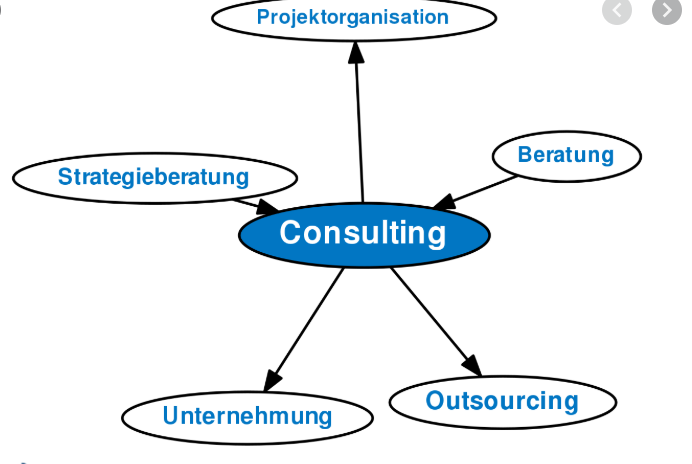 Projektorganisation
Beratung
Strategieberatung
Consulting
Outsourcing
Unternehmung